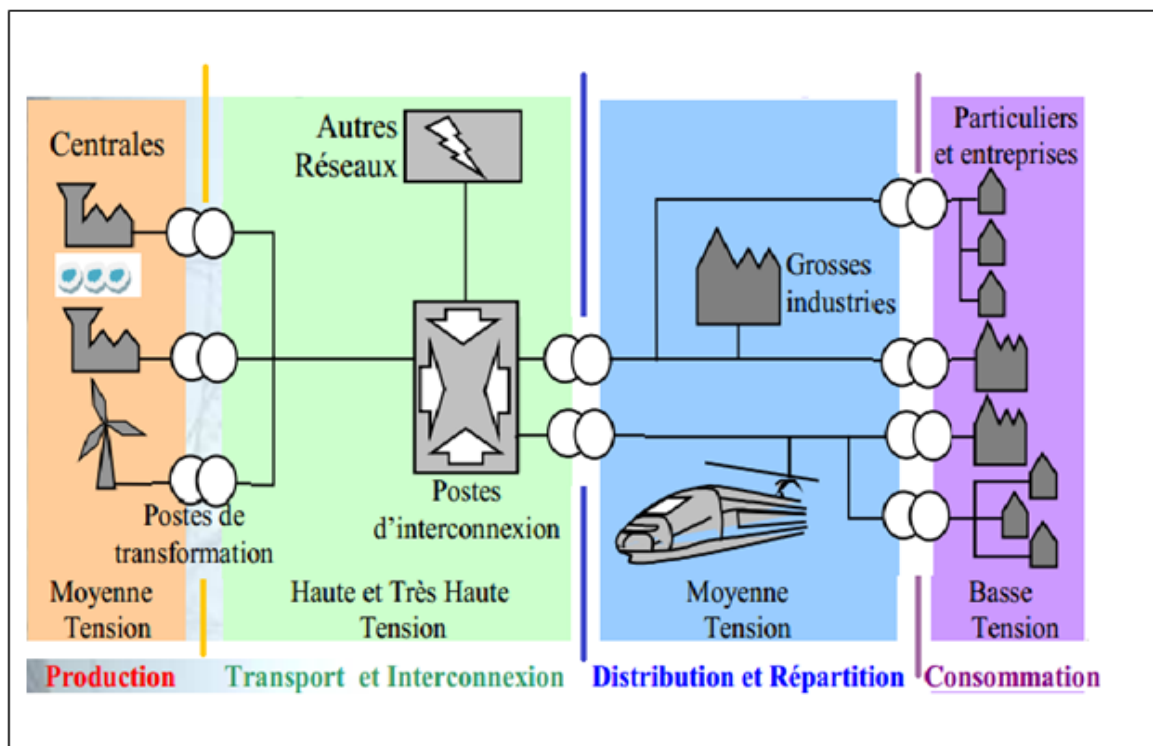 Centrales
Autres
Réseaux
Particuliers
et entreprises
Grosses
industries
Postes de
transformation
Postes
d'interconnexion
Moyenne
Tension
Haute et Très Haute
Tension
Moyenne
Tension
Basse
Tension
Production
Transport et Interconnexion
Distribution et Répartition
Consommation